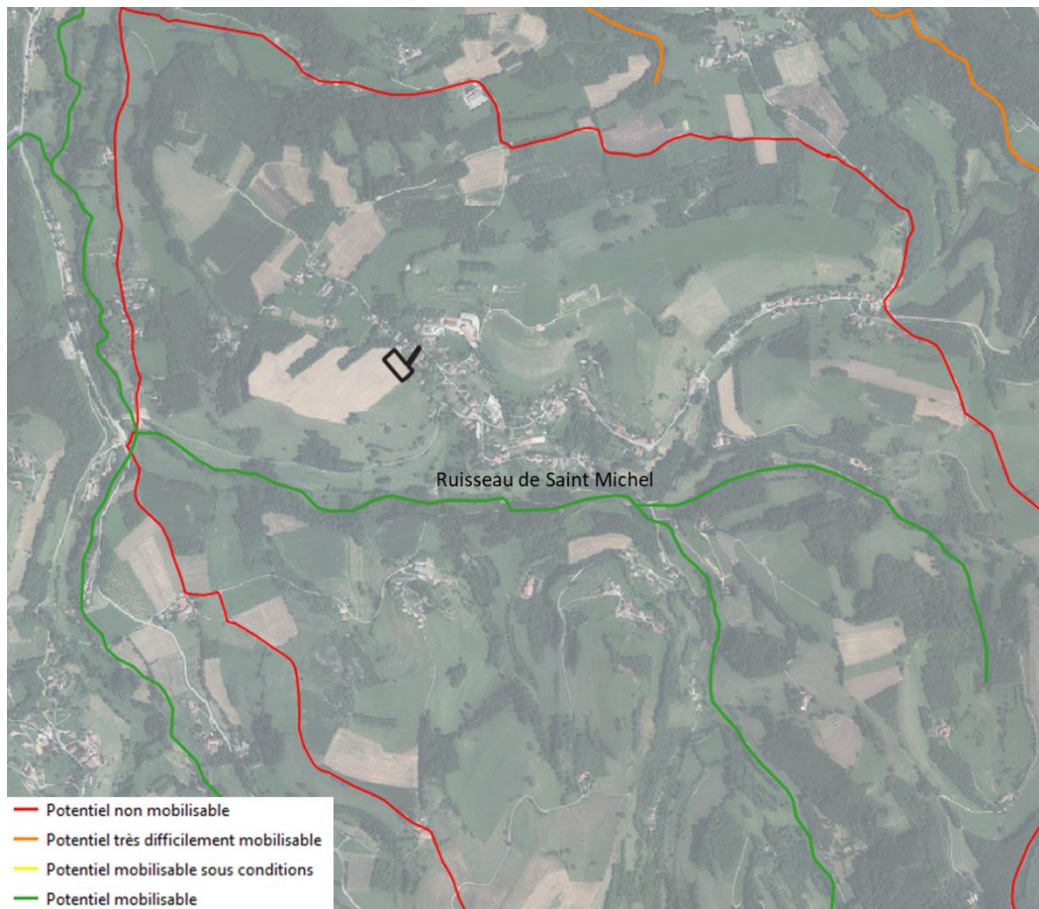 Ruisseau de Saint Michel
Potentiel non mobilisable
Potentiel très difficilement mobilisable
Potentiel mobilisable sous conditions
Potentiel mobilisable